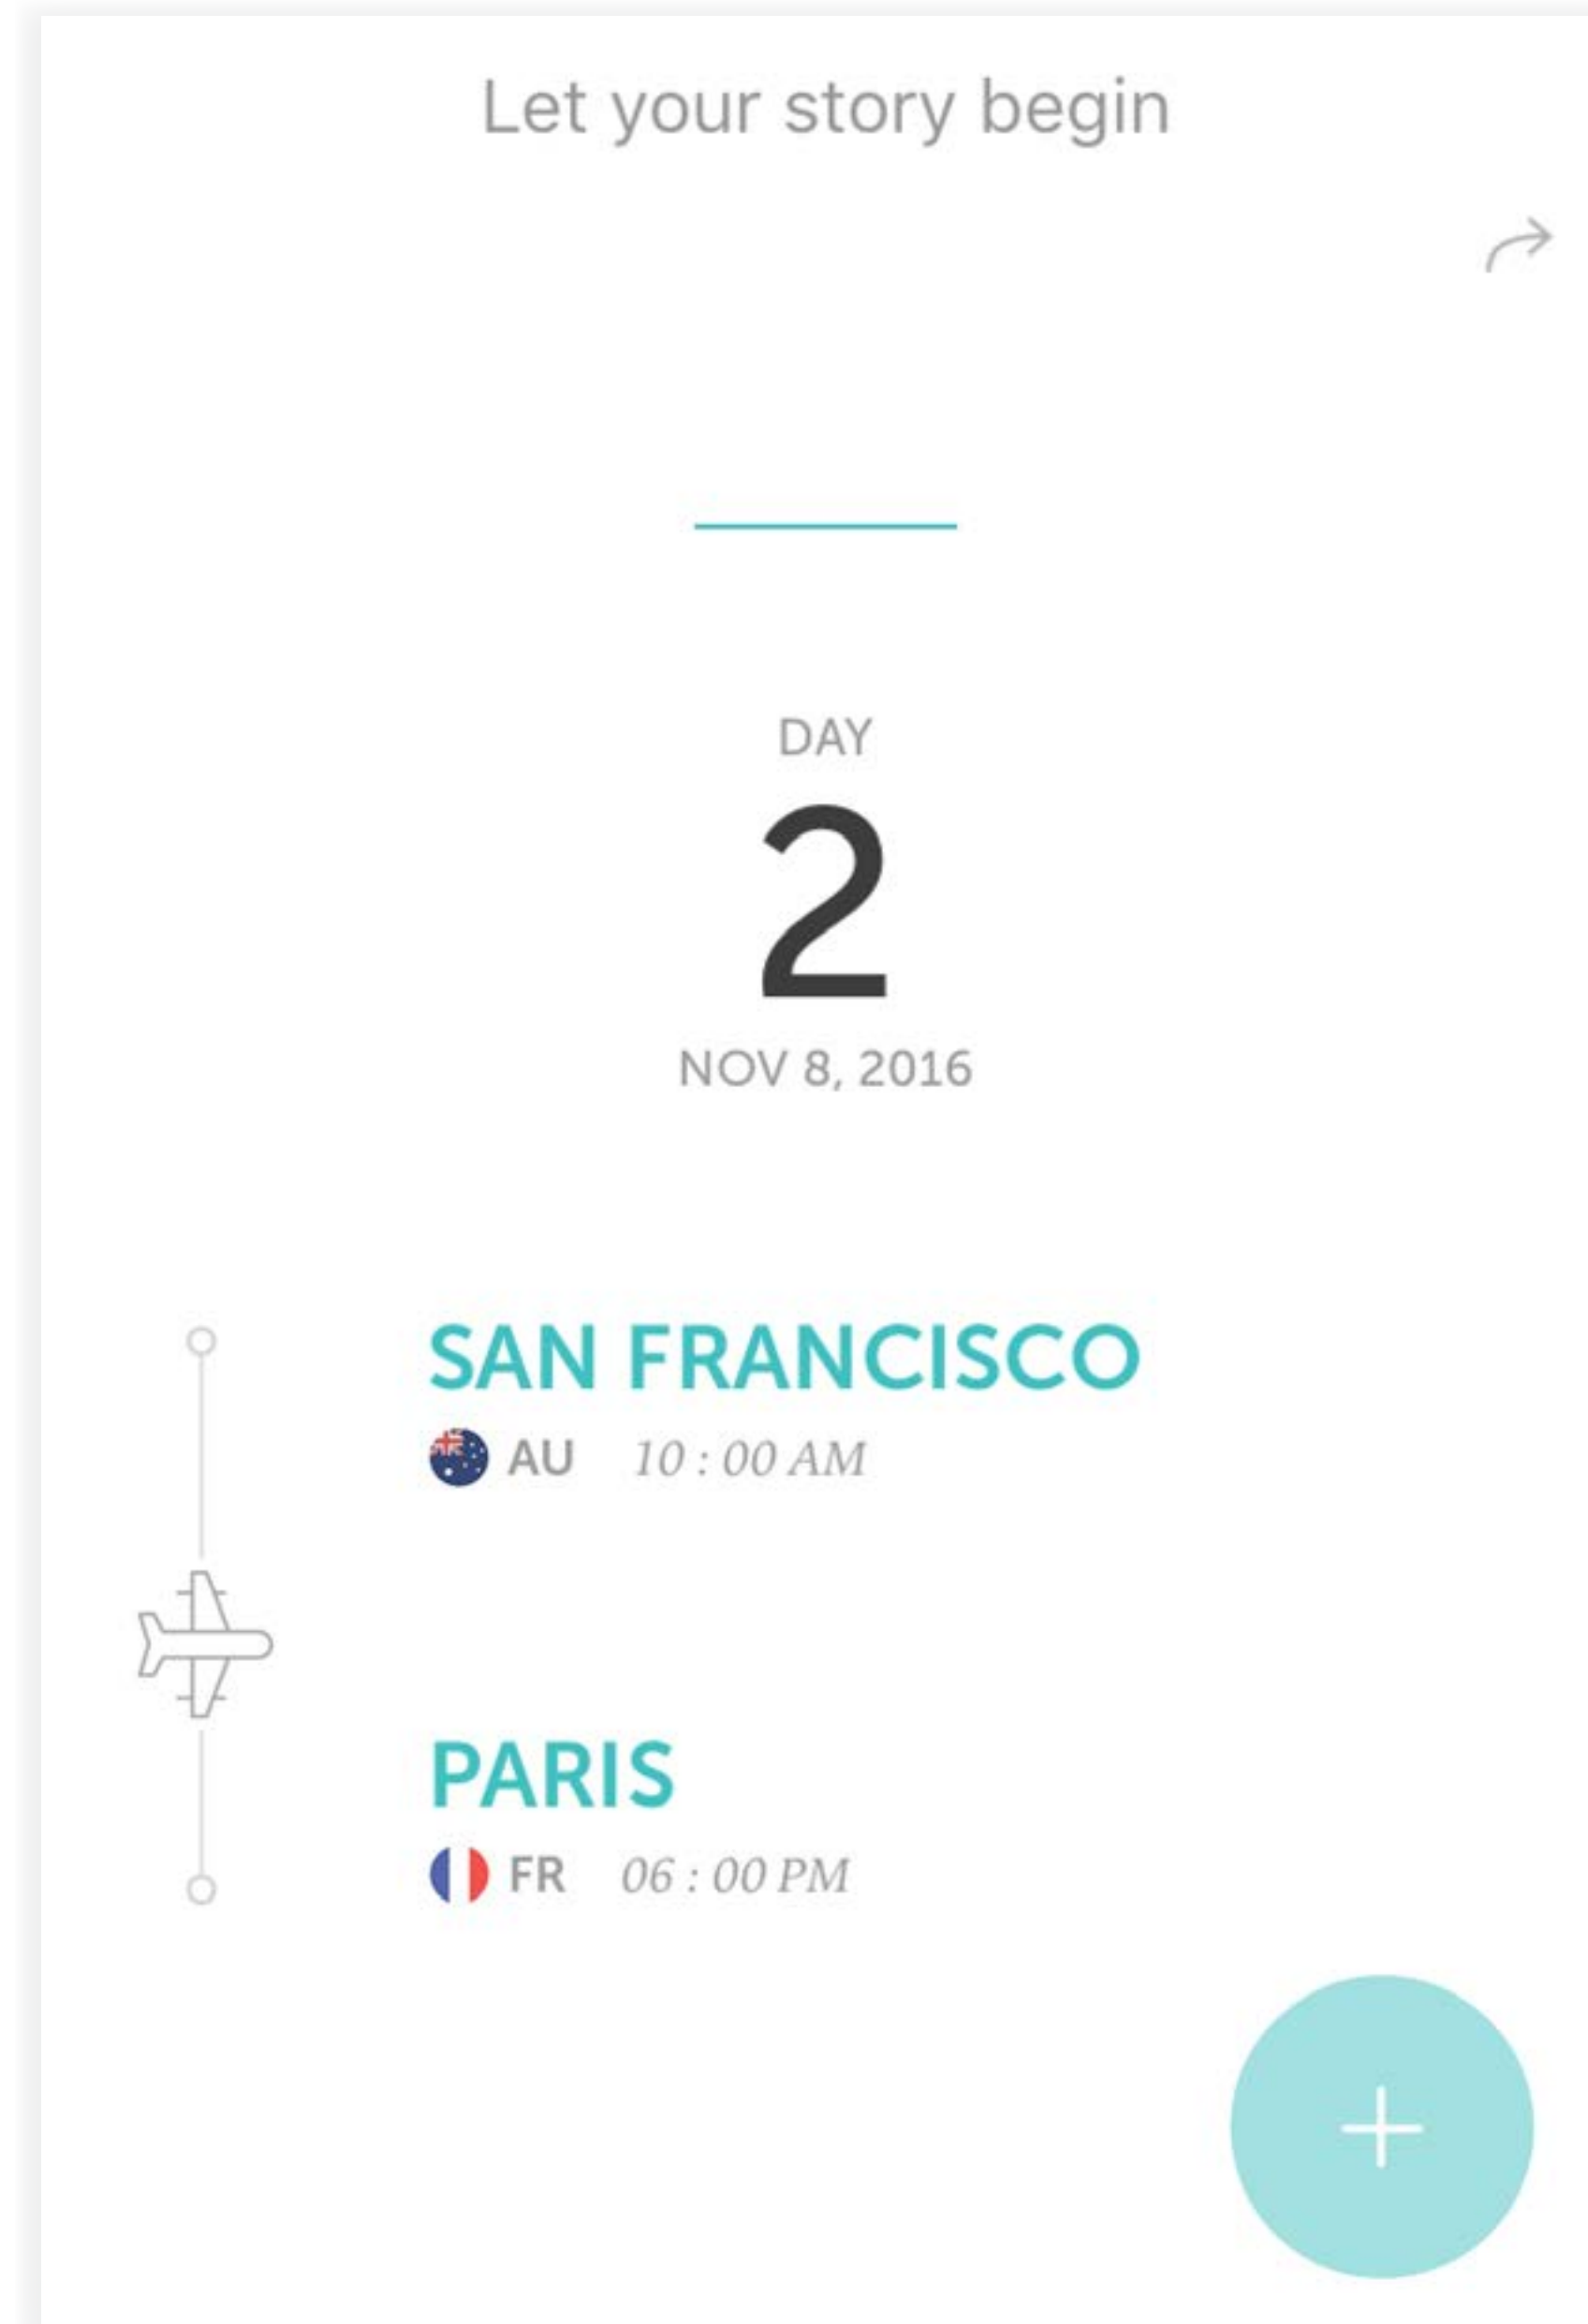 Let your story begin
DAY
2
NOV 8, 2016
SAN FRANCISCO
AU 10 : 00 AM
PARIS
FR 06 : 00 PM